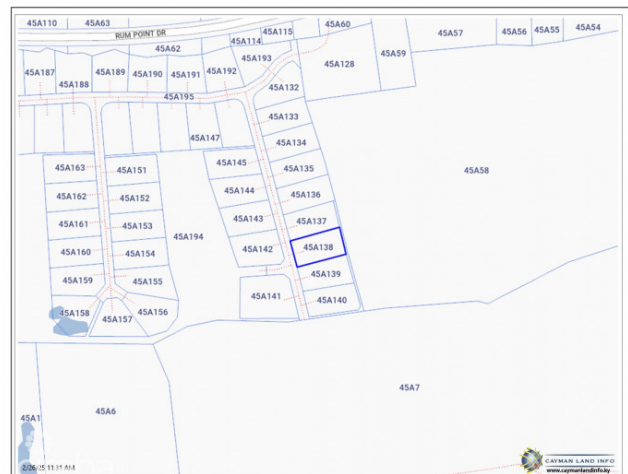 45A110 45A63 45A115 45A60 45A57 45A56 45A55 45A54
RUM POINT DR
45A114
45A62 45A193 45A59
45A187 45A189 45A190 45A191 45A192 45A128
45A188 45A132
45A195
45A133
45A147 45A134
45A163 45A151 45A145 45A135 45A58
45A162 45A152 45A144 45A136
45A161 45A153 45A143 45A137
45A194
45A160 45A154 45A142 45A138
45A159 45A155 45A139
45A141 45A140
45A158 45A157 45A156
45A7
45A1 45A6
2/26/25 11:31 AM
CAYMAN LAND INFO
www.caymanlandinfo.ky